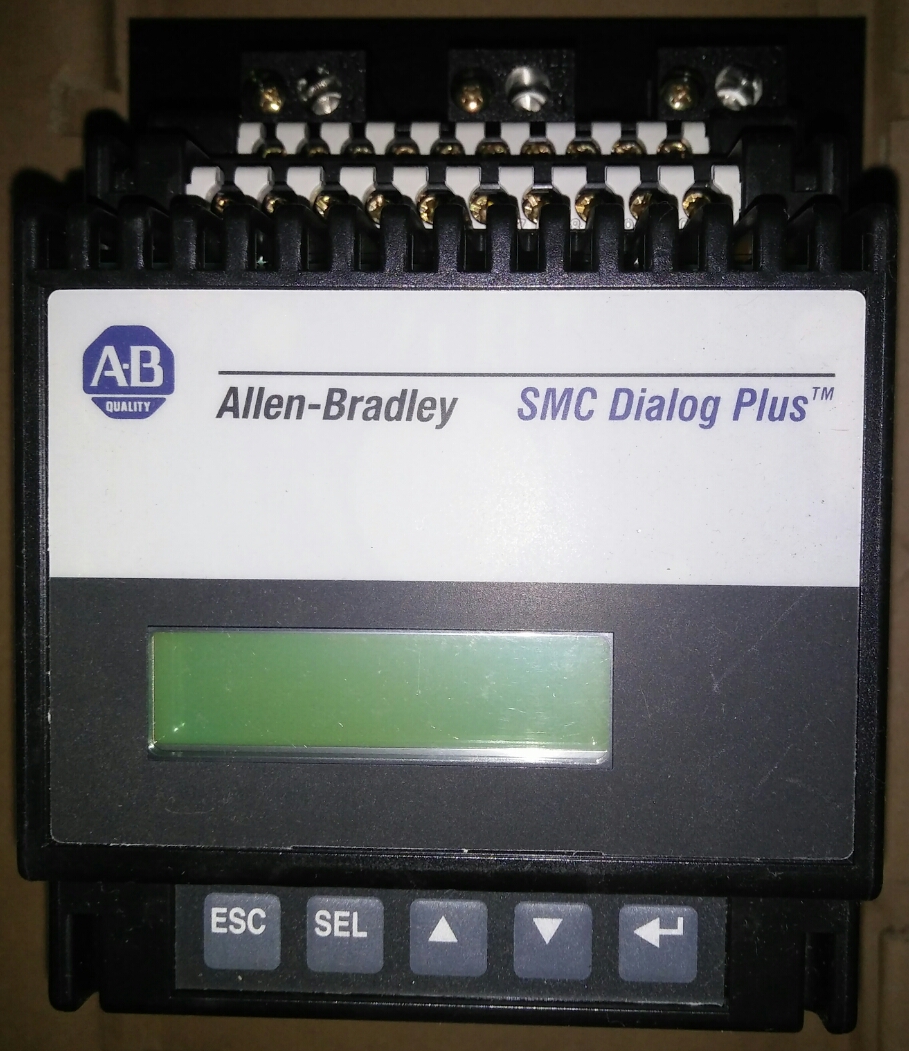 A·B
QUALITY
Allen-Bradley SMC Dialog Plus™
ESC SEL